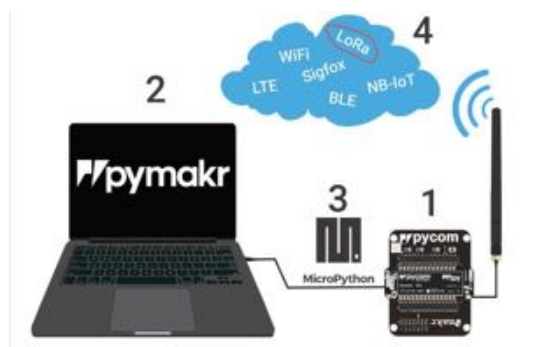 LoRa
4
WiFi
Sigfox
LTE
NB-IoT
BLE
2
pymakr
3
1
pycom
MicroPython